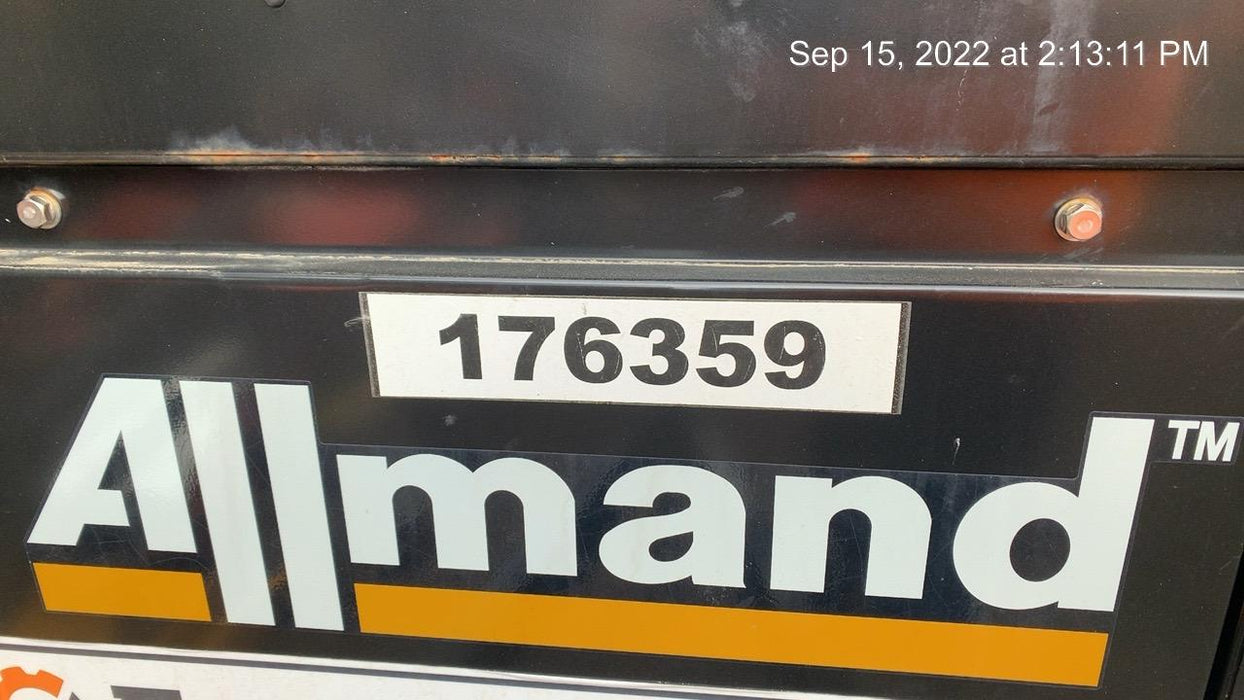 Sep 15, 2022 at 2:13:11 PM
176359
Allmand™